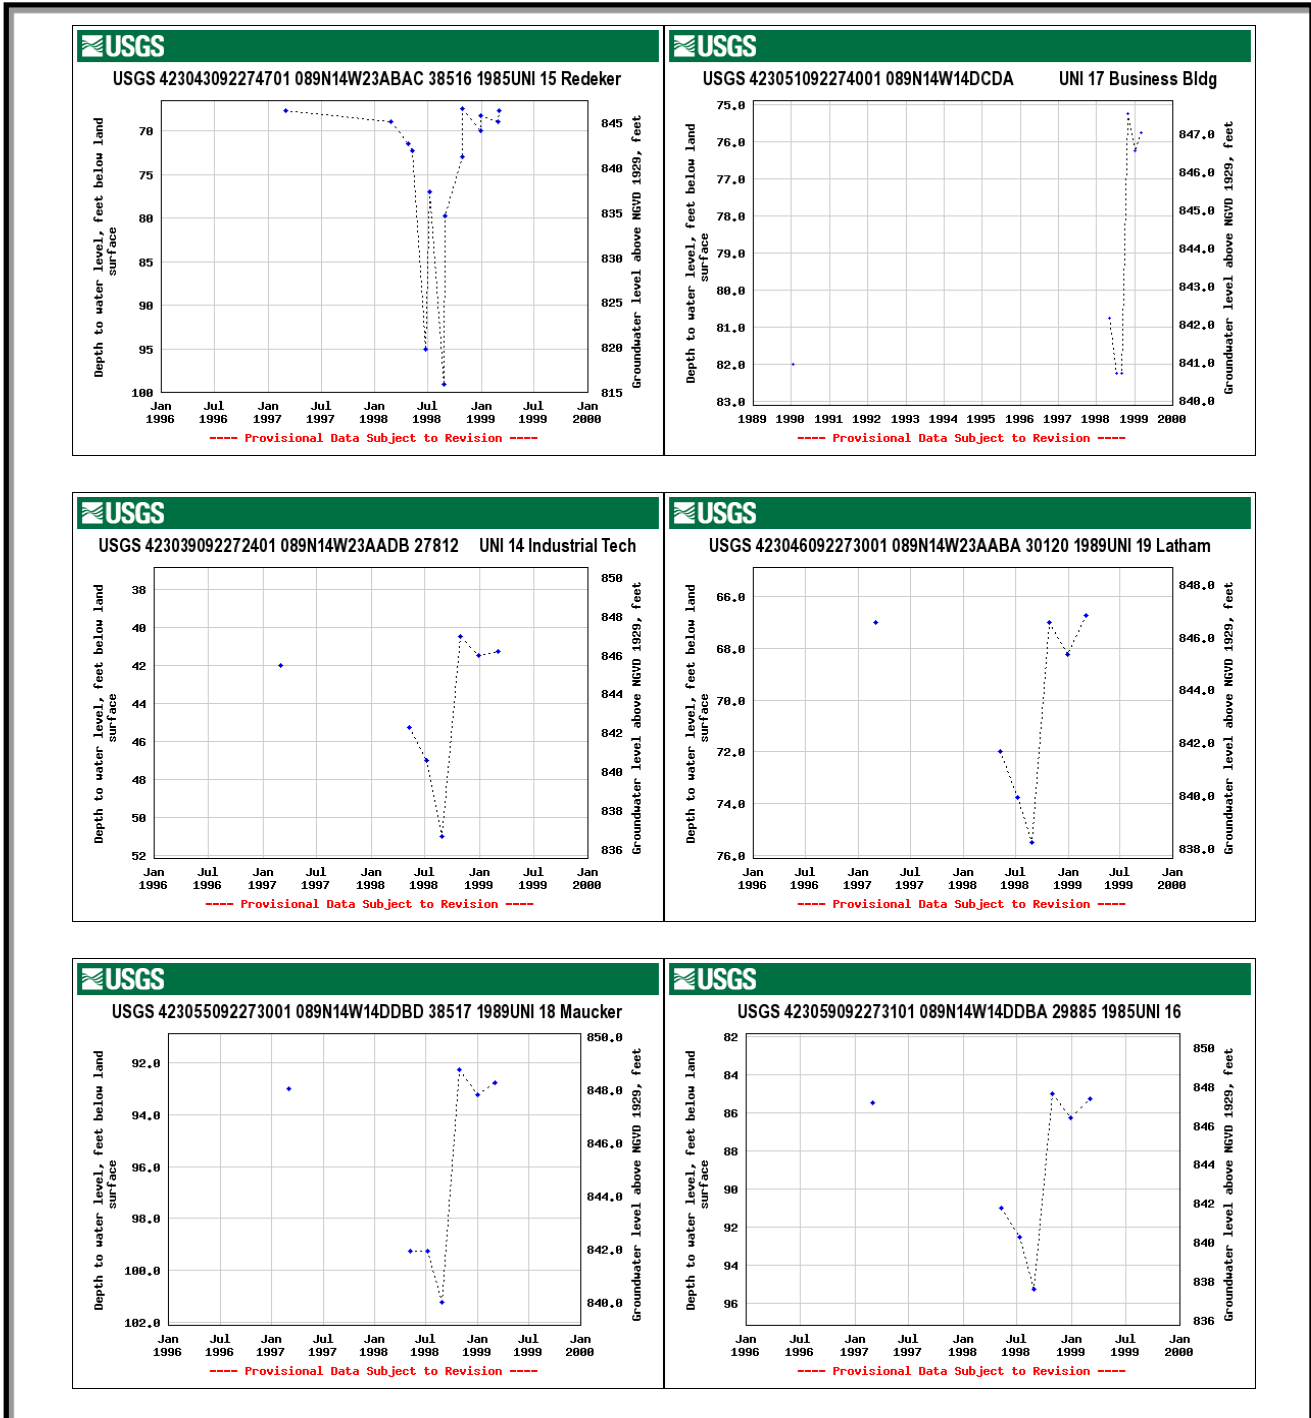 USGS
USGS 423043092274701 089N14W23ABAC 38516 1985UNI 15 Redeker
Depth to water level, feet below land
surface
70
75
80
85
90
95
100
Groundwater level above NGVD 1929, feet
845
840
835
830
825
820
815
Jan Jul Jan Jul Jan Jul Jan Jul Jan
1996 1996 1997 1997 1998 1998 1999 1999 2000
---- Provisional Data Subject to Revision ----
USGS
USGS 423051092274001 089N14W14DCDA UNI 17 Business Bldg
Depth to water level, feet below land
surface
75.0
76.0
77.0
78.0
79.0
80.0
81.0
82.0
83.0
Groundwater level above NGVD 1929, feet
847.0
846.0
845.0
844.0
843.0
842.0
841.0
840.0
1989 1990 1991 1992 1993 1994 1995 1996 1997 1998 1999 2000
---- Provisional Data Subject to Revision ----
USGS
USGS 423039092272401 089N14W23AADB 27812 UNI 14 Industrial Tech
Depth to water level, feet below land
surface
38
40
42
44
46
48
50
52
Groundwater level above NGVD 1929, feet
850
848
846
844
842
840
838
836
Jan Jul Jan Jul Jan Jul Jan Jul Jan
1996 1996 1997 1997 1998 1998 1999 1999 2000
---- Provisional Data Subject to Revision ----
USGS
USGS 423046092273001 089N14W23AABA 30120 1989UNI 19 Latham
Depth to water level, feet below land
surface
66.0
68.0
70.0
72.0
74.0
76.0
Groundwater level above NGVD 1929, feet
848.0
846.0
844.0
842.0
840.0
838.0
Jan Jul Jan Jul Jan Jul Jan Jul Jan
1996 1996 1997 1997 1998 1998 1999 1999 2000
---- Provisional Data Subject to Revision ----
USGS
USGS 423055092273001 089N14W14DDBD 38517 1989UNI 18 Maucker
Depth to water level, feet below land
surface
92.0
94.0
96.0
98.0
100.0
102.0
Groundwater level above NGVD 1929, feet
850.0
848.0
846.0
844.0
842.0
840.0
Jan Jul Jan Jul Jan Jul Jan Jul Jan
1996 1996 1997 1997 1998 1998 1999 1999 2000
---- Provisional Data Subject to Revision ----
USGS
USGS 423059092273101 089N14W14DDBA 29885 1985UNI 16
Depth to water level, feet below land
surface
82
84
86
88
90
92
94
96
Groundwater level above NGVD 1929, feet
850
848
846
844
842
840
838
836
Jan Jul Jan Jul Jan Jul Jan Jul Jan
1996 1996 1997 1997 1998 1998 1999 1999 2000
---- Provisional Data Subject to Revision ----